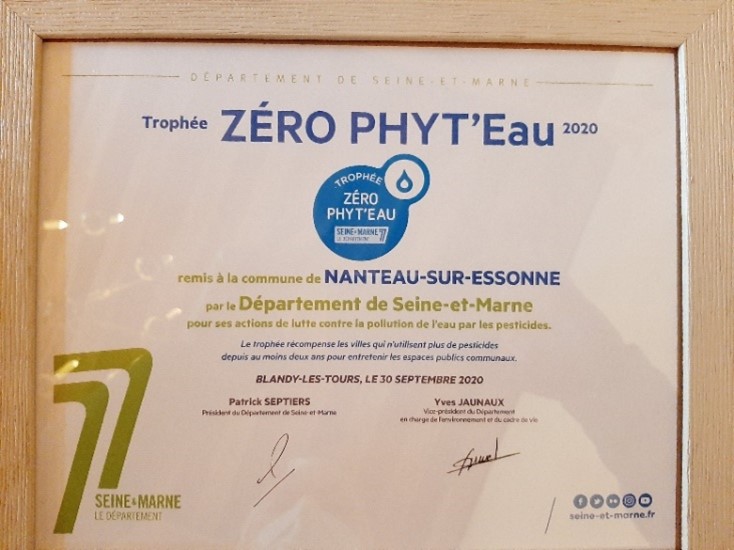 DÉPARTEMENT DE SEINE-ET-MARNE
Trophée ZÉRO PHYT'Eau 2020
TROPHÉE
ZÉRO
PHYT'EAU
SEINE & MARNE 77
LE DÉPARTEMENT
remis à la commune de NANTEAU-SUR-ESSONNE
par le Département de Seine-et-Marne
pour ses actions de lutte contre la pollution de l'eau par les pesticides.
Le trophée récompense les villes qui n'utilisent plus de pesticides
depuis au moins deux ans pour entretenir les espaces publics communaux.
BLANDY-LES-TOURS, LE 30 SEPTEMBRE 2020
Patrick SEPTIERS
Président du Département de Seine-et-Marne
Yves JAUNAUX
Vice-président du Département
en charge de l'environnement et du cadre de vie
77
SEINE & MARNE
LE DÉPARTEMENT
seine-et-marne.fr